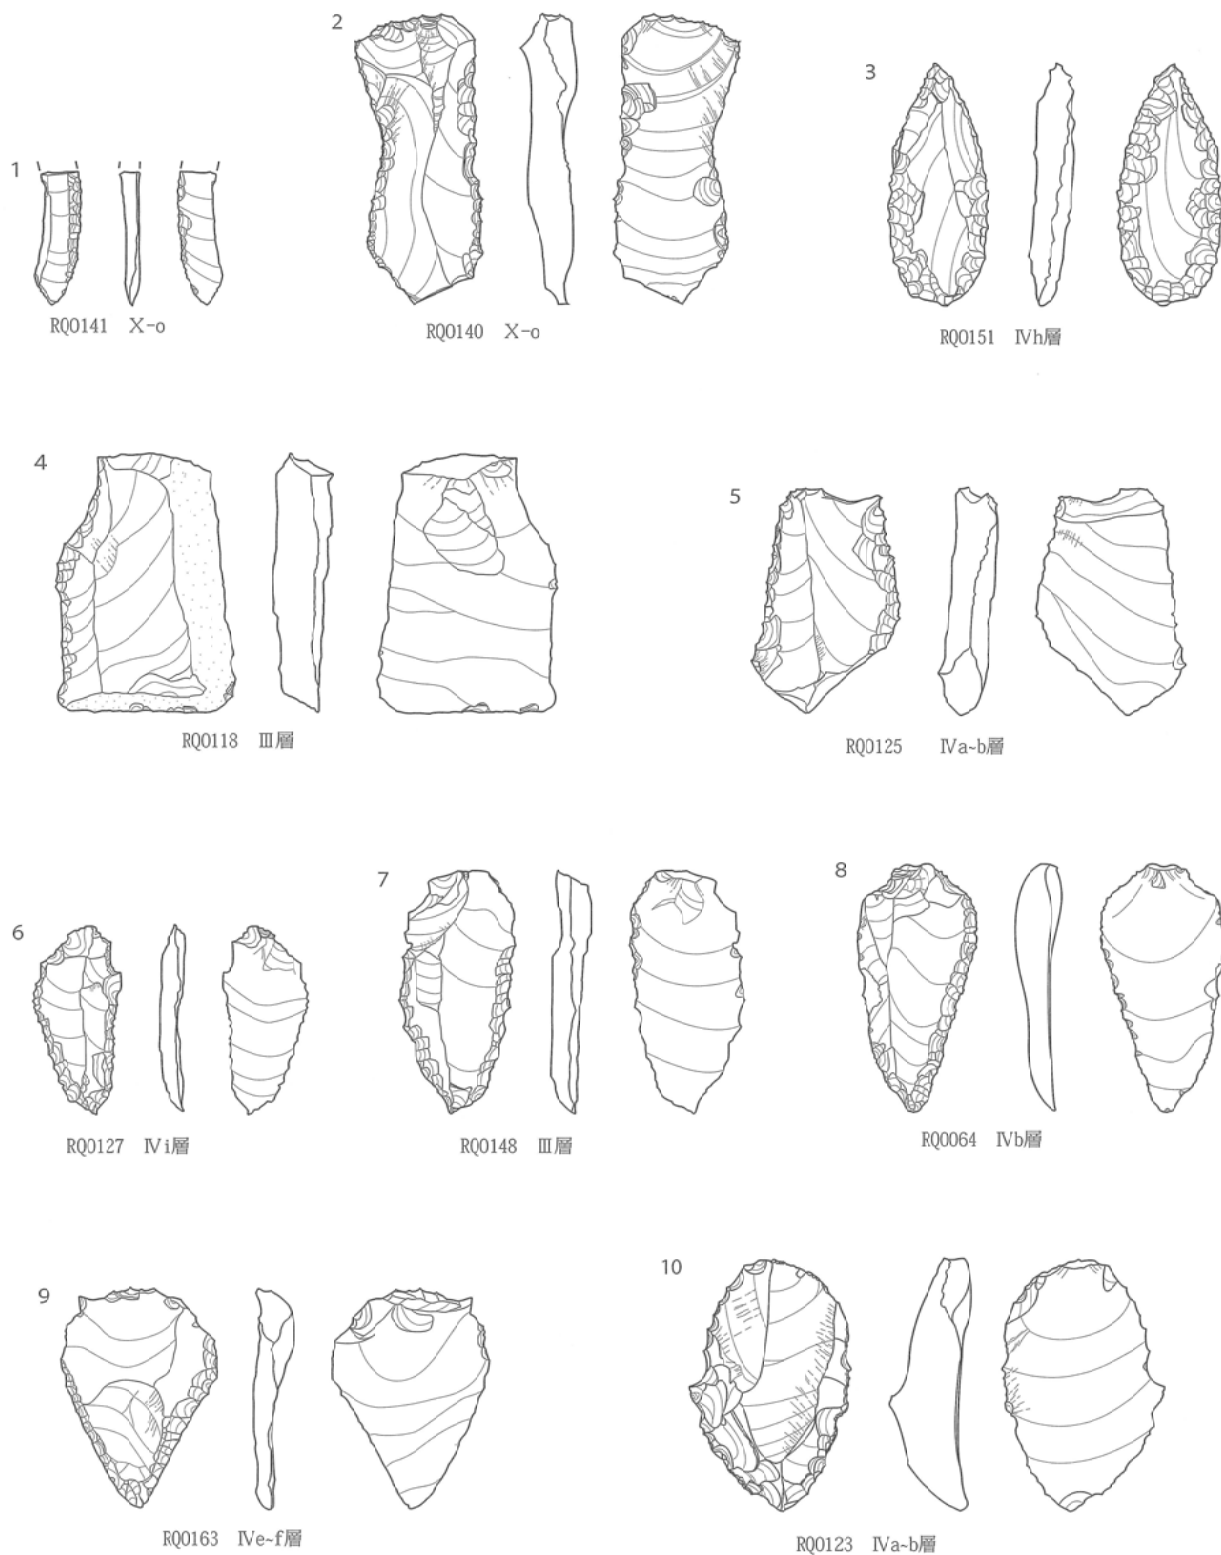 1
RQ0141 X-o
2
RQ0140 X-o
3
RQ0151 Ⅳh層
4
RQ0118 Ⅲ層
5
RQ0125 Ⅳa~b層
6
RQ0127 Ⅳi層
7
RQ0148 Ⅲ層
8
RQ0064 Ⅳb層
9
RQ0163 Ⅳe~f層
10
RQ0123 Ⅳa~b層